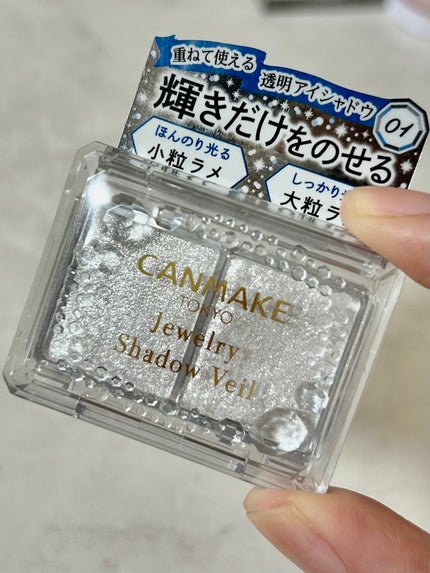 重ねて使える
透明アイシャドウ
01
輝きだけをのせる
ほんのり光る
小粒ラメ
しっかり
大粒ラ
CANMAKE
TOKYO
Jewelry
Shadow Veil